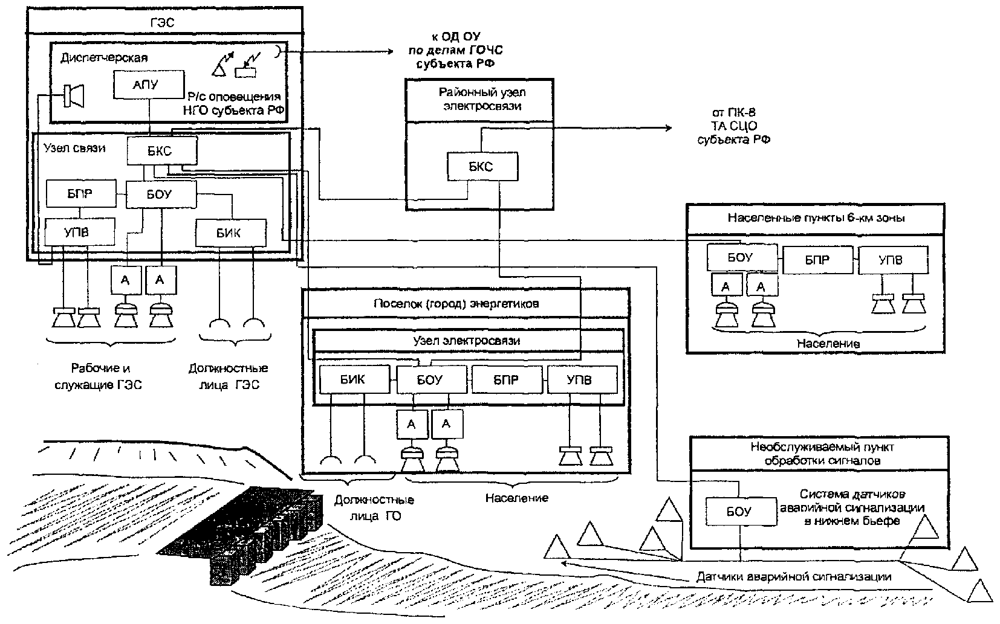 ГЭС
Диспетчерская
АПУ
Р/с оповещения
НГО субъекта РФ
к ОД ОУ
по делам ГОЧС
субъекта РФ
Узел связи
БКС
БПР
БОУ
УПВ
БИК
А
А
Рабочие и
служащие ГЭС
Должностные
лица ГЭС
Районный узел
электросвязи
БКС
от ПК-8
ТА СЦО
субъекта РФ
Населенные пункты 6-км зоны
БОУ
БПР
УПВ
А
А
Население
Поселок (город) энергетиков
Узел электросвязи
БИК
БОУ
БПР
УПВ
А
А
Должностные
лица ГО
Население
Необслуживаемый пункт
обработки сигналов
БОУ
Система датчиков
аварийной сигнализации
в нижнем бьефе
Датчики аварийной сигнализации